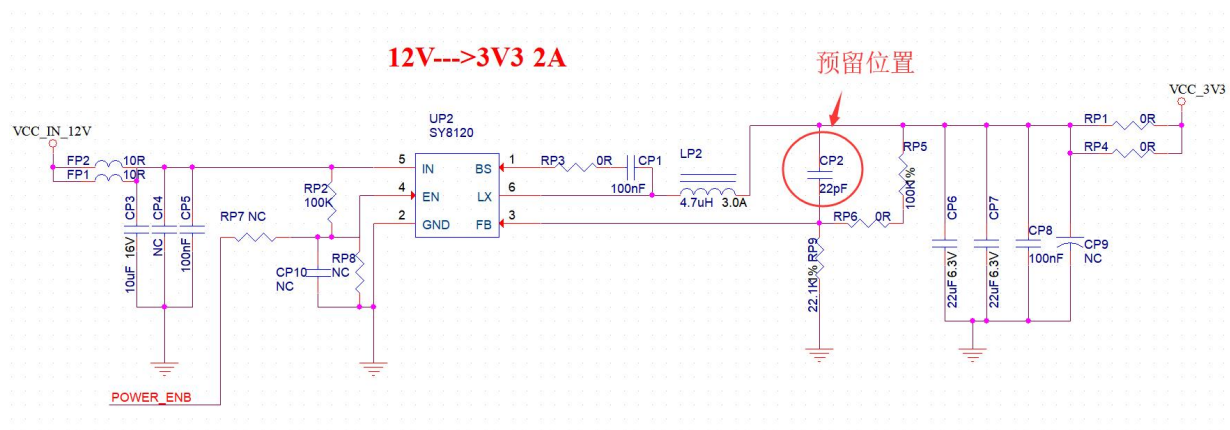 12V--->3V3 2A
预留位置
VCC_3V3
VCC_IN_12V
UP2
SY8120
FP2 10R
FP1 10R
5 IN BS 1
4 EN LX 6
2 GND FB 3
RP3 0R
CP1
100nF
LP2
4.7uH 3.0A
CP2
22pF
RP5
100K1%
RP1 0R
RP4 0R
RP2
100K
RP7 NC
CP3
10uF 16V
CP4
NC
CP5
100nF
CP10
NC
RP8
NC
RP6 0R
RP9
22.1K1%
CP6
22uF 6.3V
CP7
22uF 6.3V
CP8
100nF
CP9
NC
POWER_ENB